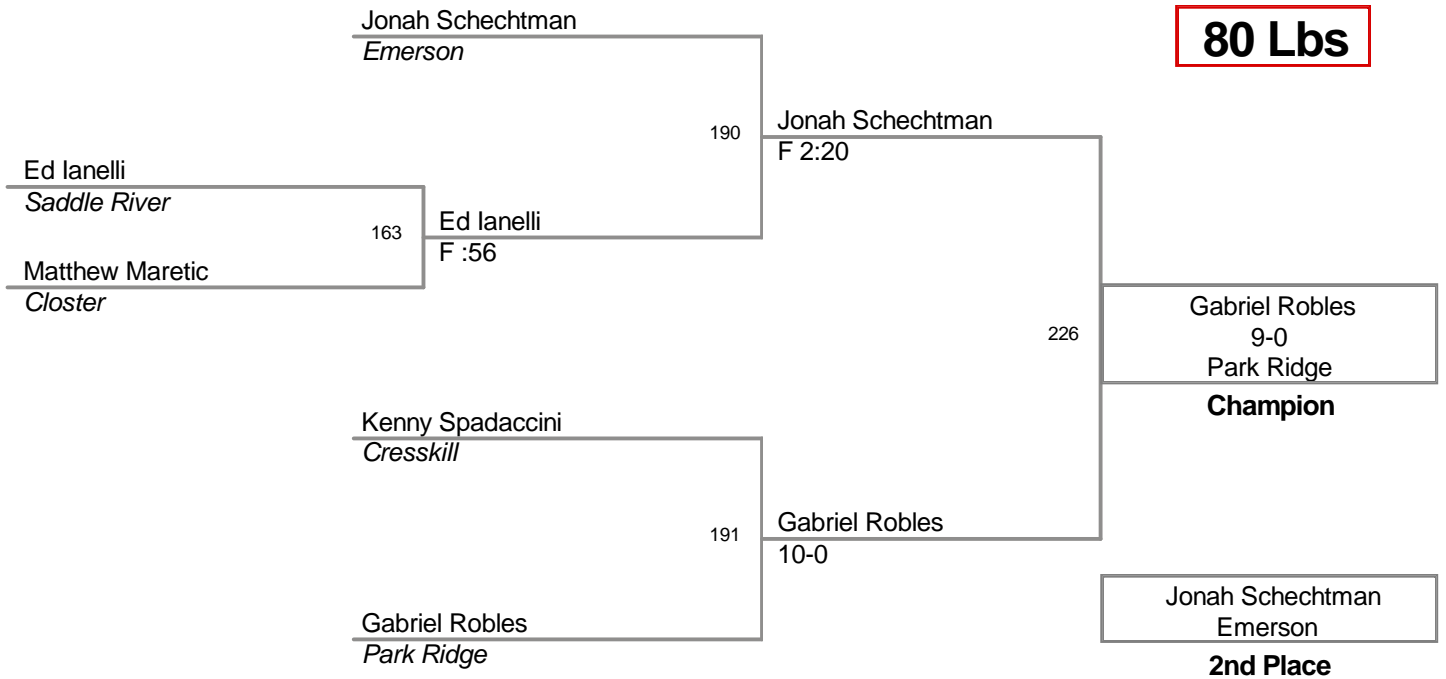 Jonah Schechtman
Emerson
80 Lbs
190
Jonah Schechtman
F 2:20
Ed Ianelli
Saddle River
163
Ed Ianelli
F :56
Matthew Maretic
Closter
226
Gabriel Robles
9-0
Park Ridge
Champion
Kenny Spadaccini
Cresskill
191
Gabriel Robles
10-0
Gabriel Robles
Park Ridge
Jonah Schechtman
Emerson
2nd Place